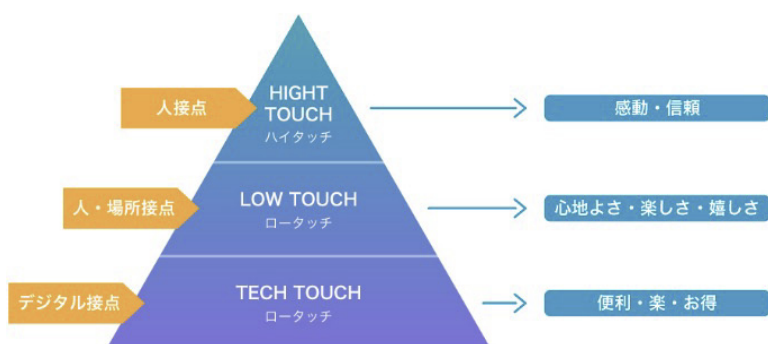 人接点
HIGHT
TOUCH
ハイタッチ
感動・信頼
人・場所接点
LOW TOUCH
ロータッチ
心地よさ・楽しさ・嬉しさ
デジタル接点
TECH TOUCH
ロータッチ
便利・楽・お得